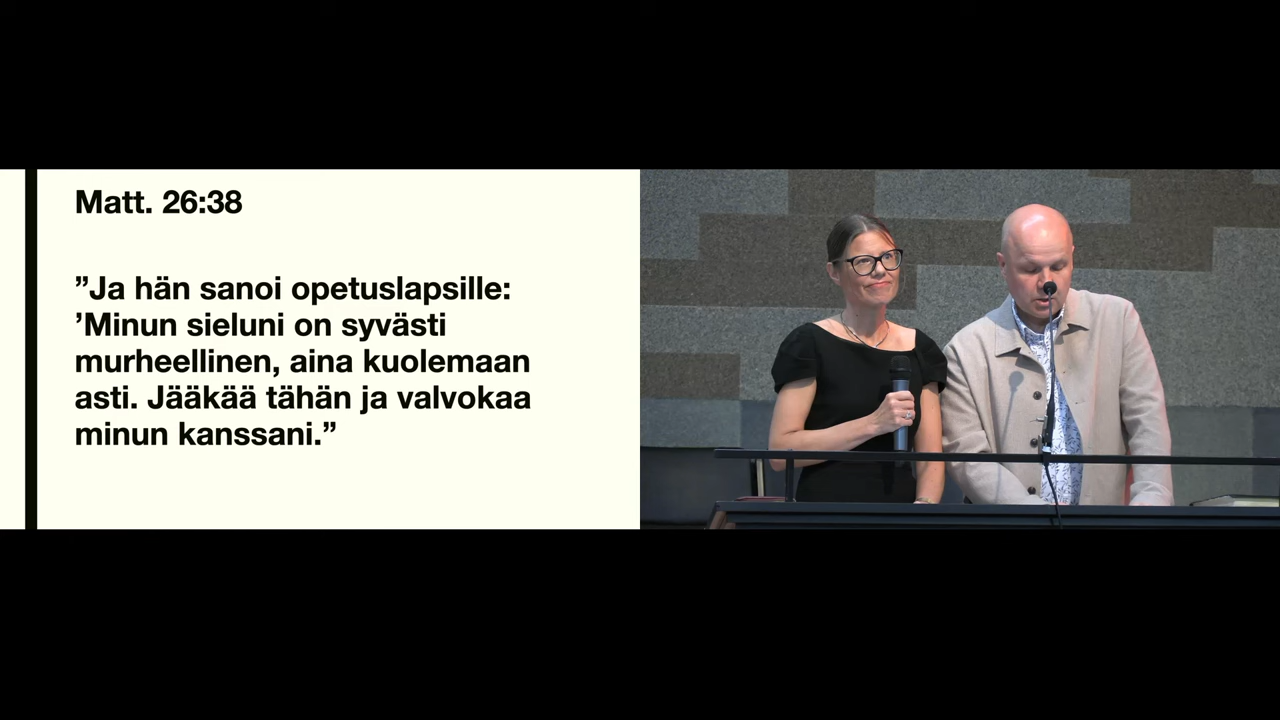 Matt. 26:38
”Ja hän sanoi opetuslapsille:
’Minun sieluni on syvästi
murheellinen, aina kuolemaan
asti. Jääkää tähän ja valvokaa
minun kanssani.”